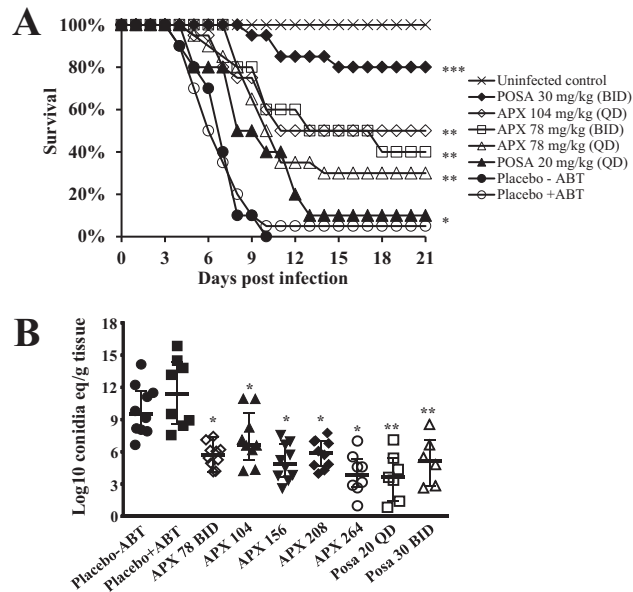 A
100%
80%
60%
40%
20%
0%
Survival
0 3 6 9 12 15 18 21
Days post infection
***
**
**
**
*
Uninfected control
POSA 30 mg/kg (BID)
APX 104 mg/kg (QD)
APX 78 mg/kg (BID)
APX 78 mg/kg (QD)
POSA 20 mg/kg (QD)
Placebo - ABT
Placebo +ABT
B
Log10 conidia eq/g tissue
18
15
12
9
6
3
0
* * * * * ** **
Placebo-ABT
Placebo+ABT
APX 78 BID
APX 104
APX 156
APX 208
APX 264
Posa 20 QD
Posa 30 BID